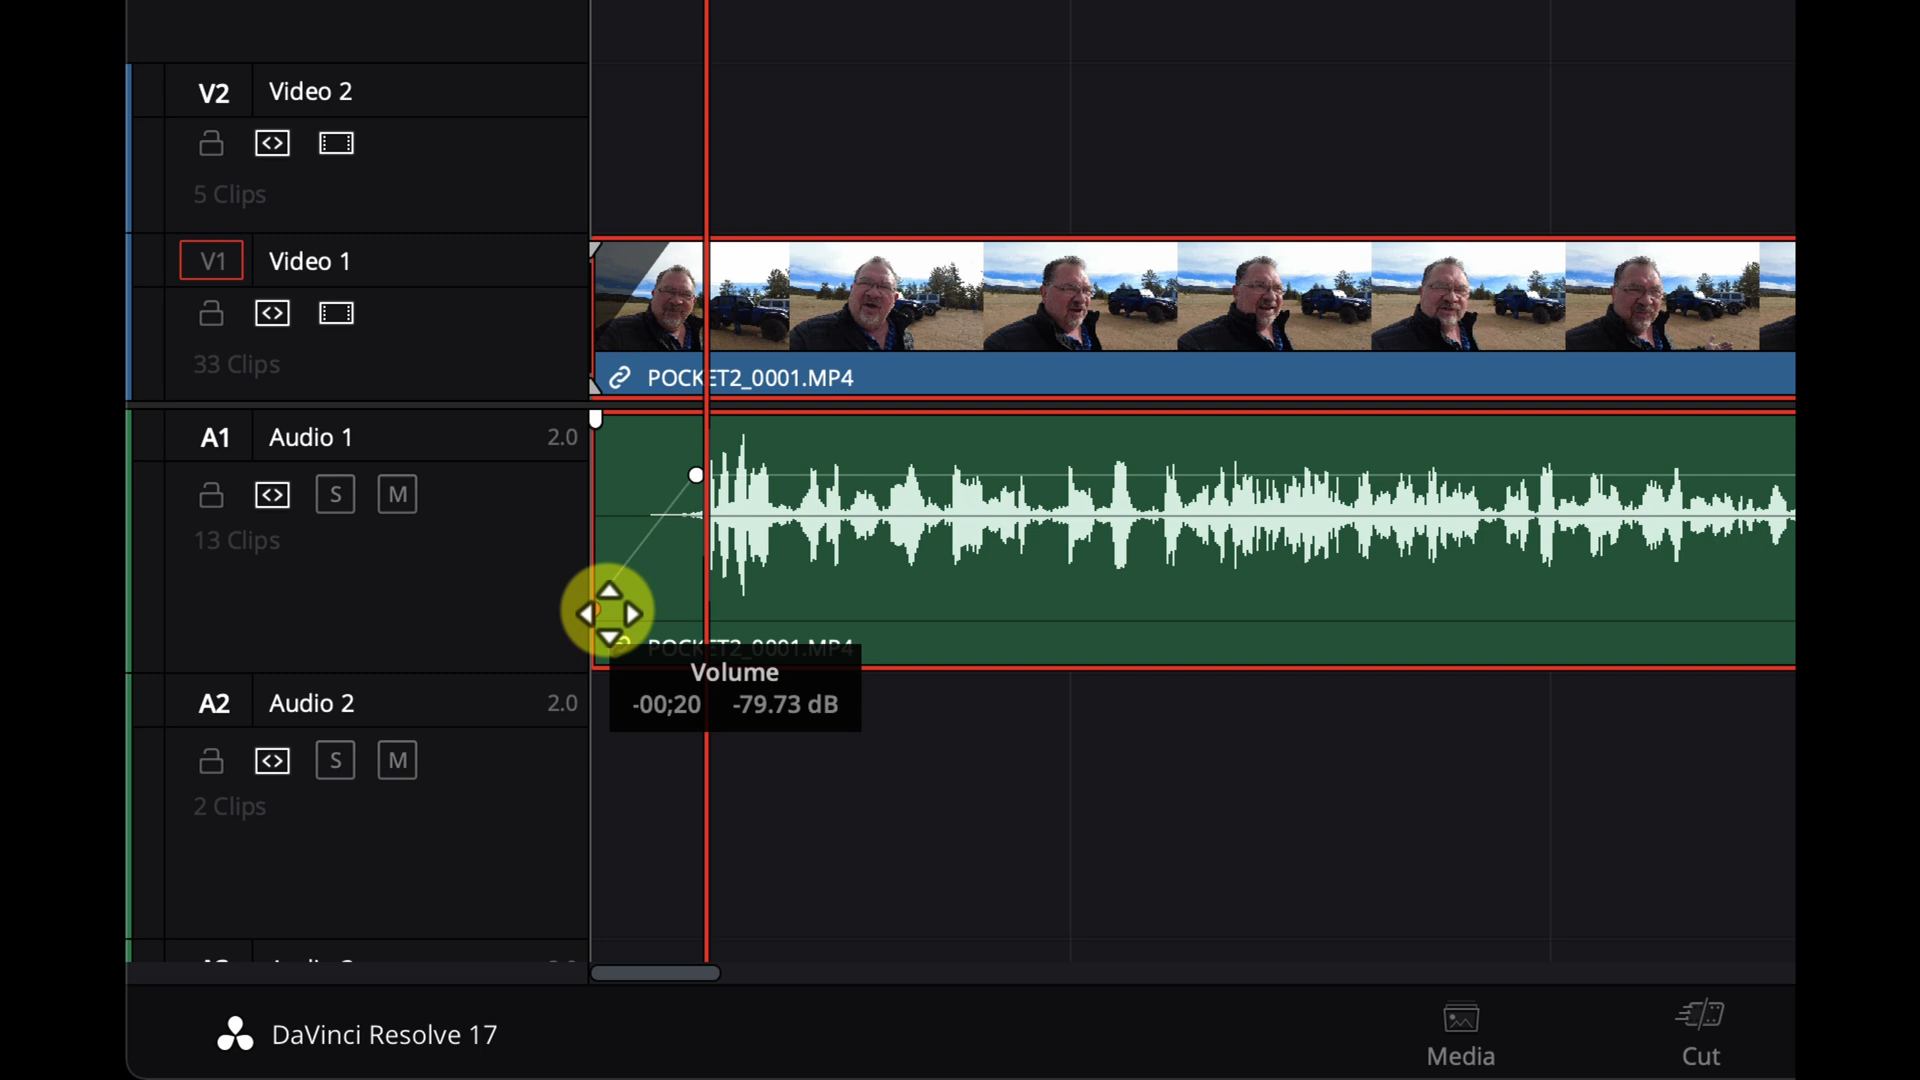 V2 Video 2
5 Clips
V1 Video 1
33 Clips
POCKET2_0001.MP4
A1 Audio 1 2.0
S M
13 Clips
POCKET2_0001.MP4
Volume
-00;20 -79.73 dB
A2 Audio 2 2.0
S M
2 Clips
DaVinci Resolve 17
Media
Cut